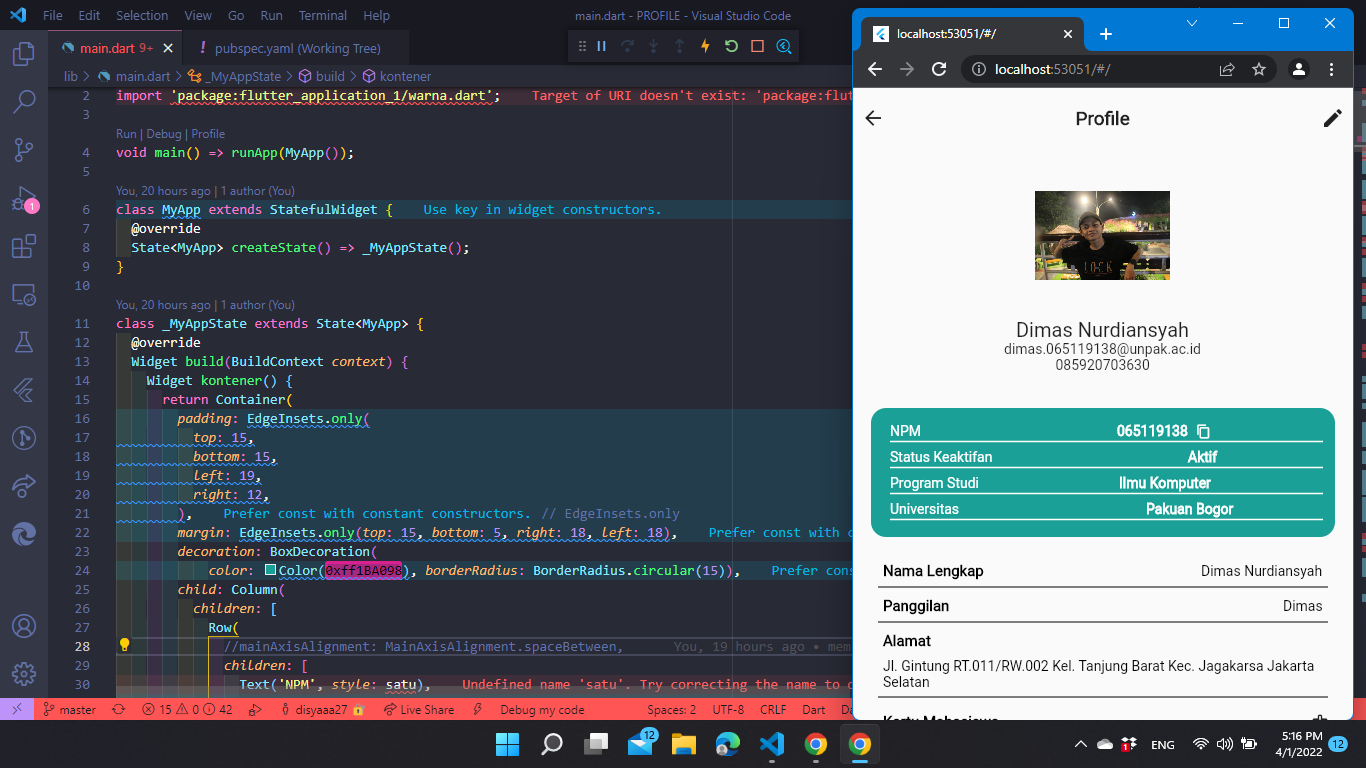 File Edit Selection View Go Run Terminal Help
main.dart - PROFILE - Visual Studio Code
main.dart 9+
! pubspec.yaml (Working Tree)
lib > main.dart > _MyAppState > build > kontener
2 import 'package:flutter_application_1/warna.dart'; Target of URI doesn't exist: 'package:flut
3
Run | Debug | Profile
4 void main() => runApp(MyApp());
5
You, 20 hours ago | 1 author (You)
6 class MyApp extends StatefulWidget { Use key in widget constructors.
7 @override
8 State<MyApp> createState() => _MyAppState();
9 }
10
You, 20 hours ago | 1 author (You)
11 class _MyAppState extends State<MyApp> {
12 @override
13 Widget build(BuildContext context) {
14 Widget kontener() {
15 return Container(
16 padding: EdgeInsets.only(
17 top: 15,
18 bottom: 15,
19 left: 19,
20 right: 12,
21 ), Prefer const with constant constructors. // EdgeInsets.only
22 margin: EdgeInsets.only(top: 15, bottom: 5, right: 18, left: 18), Prefer const with c
23 decoration: BoxDecoration(
24 color: Color(0xff1BA098), borderRadius: BorderRadius.circular(15)), Prefer cons
25 child: Column(
26 children: [
27 Row(
28 //mainAxisAlignment: MainAxisAlignment.spaceBetween, You, 19 hours ago • mem
29 children: [
30 Text('NPM', style: satu), Undefined name 'satu'. Try correcting the name to o
1
master
15 0 42
disyaaa27
Live Share
Debug my code
Spaces: 2 UTF-8 CRLF Dart Da
localhost:53051/#/
localhost:53051/#/
Profile
LOCK
Dimas Nurdiansyah
dimas.065119138@unpak.ac.id
085920703630
NPM 065119138
Status Keaktifan Aktif
Program Studi Ilmu Komputer
Universitas Pakuan Bogor
Nama Lengkap Dimas Nurdiansyah
Panggilan Dimas
Alamat
Jl. Gintung RT.011/RW.002 Kel. Tanjung Barat Kec. Jagakarsa Jakarta
Selatan
Kartu Mahasiswa
12
1
ENG
5:16 PM
4/1/2022
12